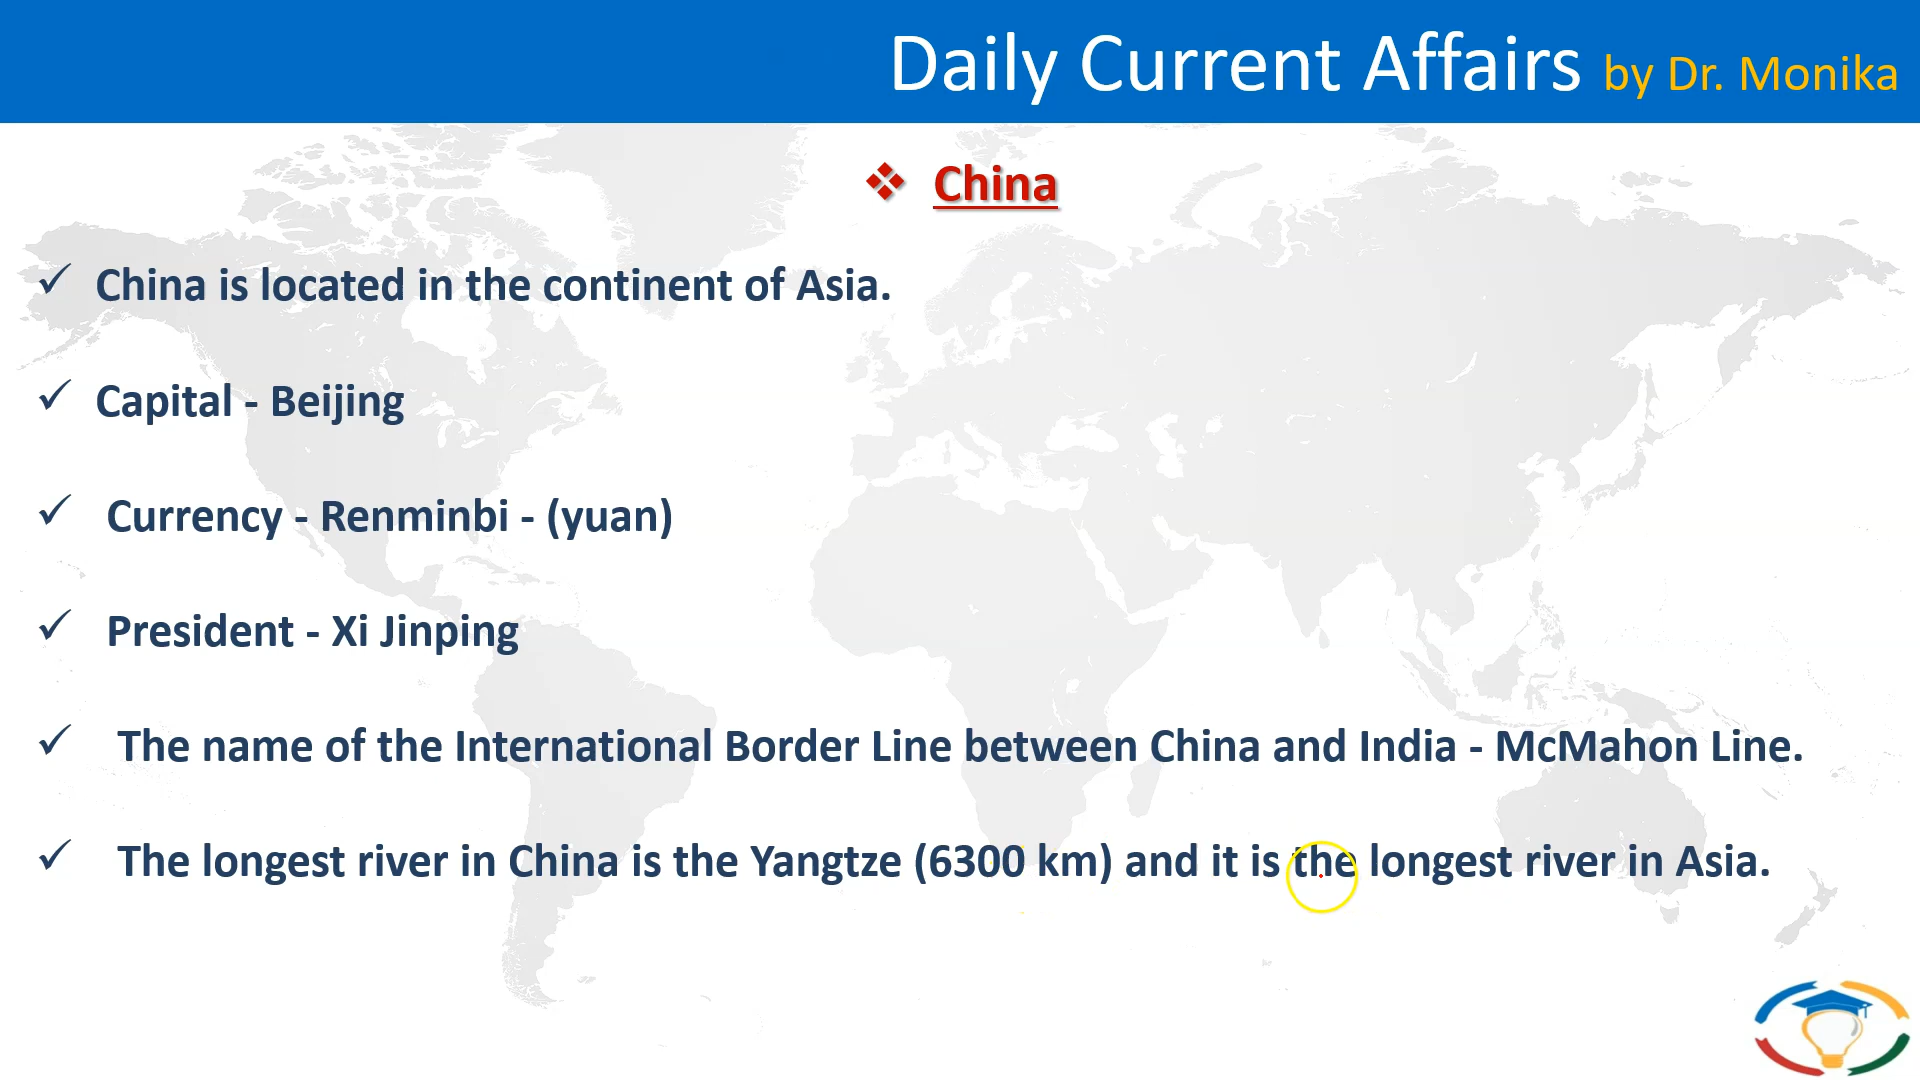 Daily Current Affairs by Dr. Monika
❖ China
✓ China is located in the continent of Asia.
✓ Capital - Beijing
✓ Currency - Renminbi - (yuan)
✓ President - Xi Jinping
✓ The name of the International Border Line between China and India - McMahon Line.
✓ The longest river in China is the Yangtze (6300 km) and it is the longest river in Asia.